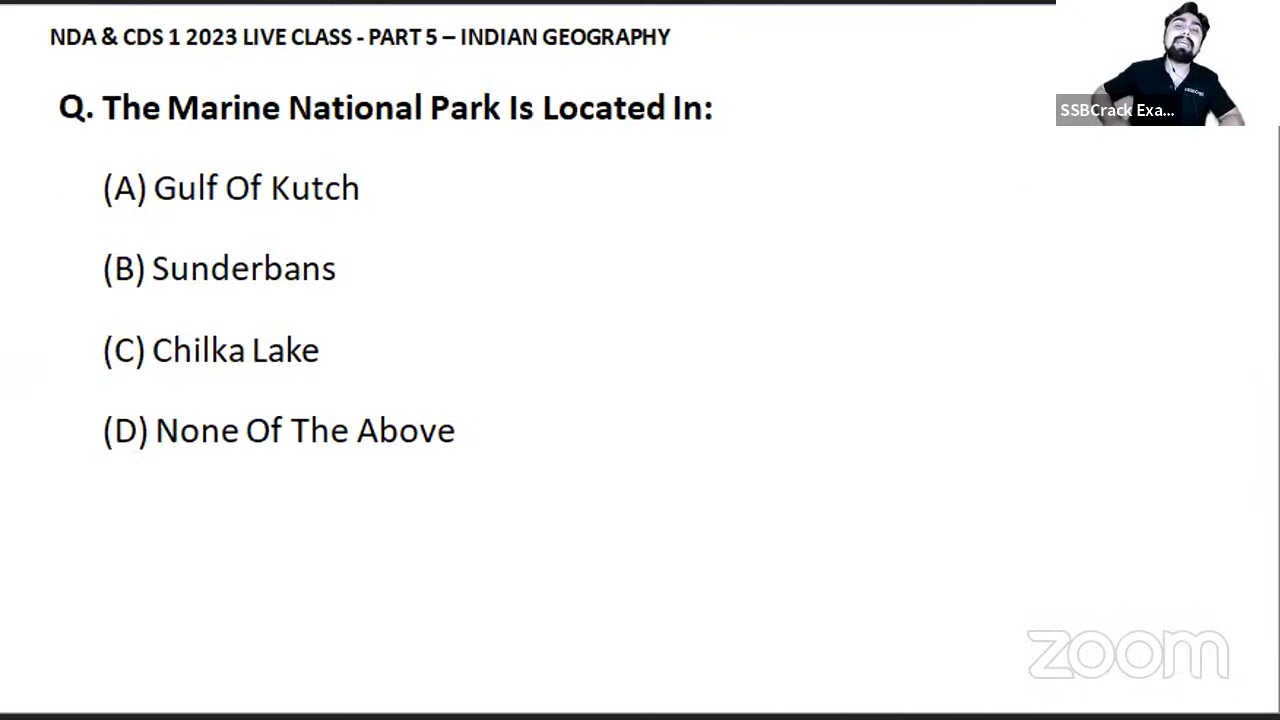 NDA & CDS 1 2023 LIVE CLASS - PART 5 – INDIAN GEOGRAPHY
SSBCrack Exa...
Q. The Marine National Park Is Located In:
(A) Gulf Of Kutch
(B) Sunderbans
(C) Chilka Lake
(D) None Of The Above
zoom